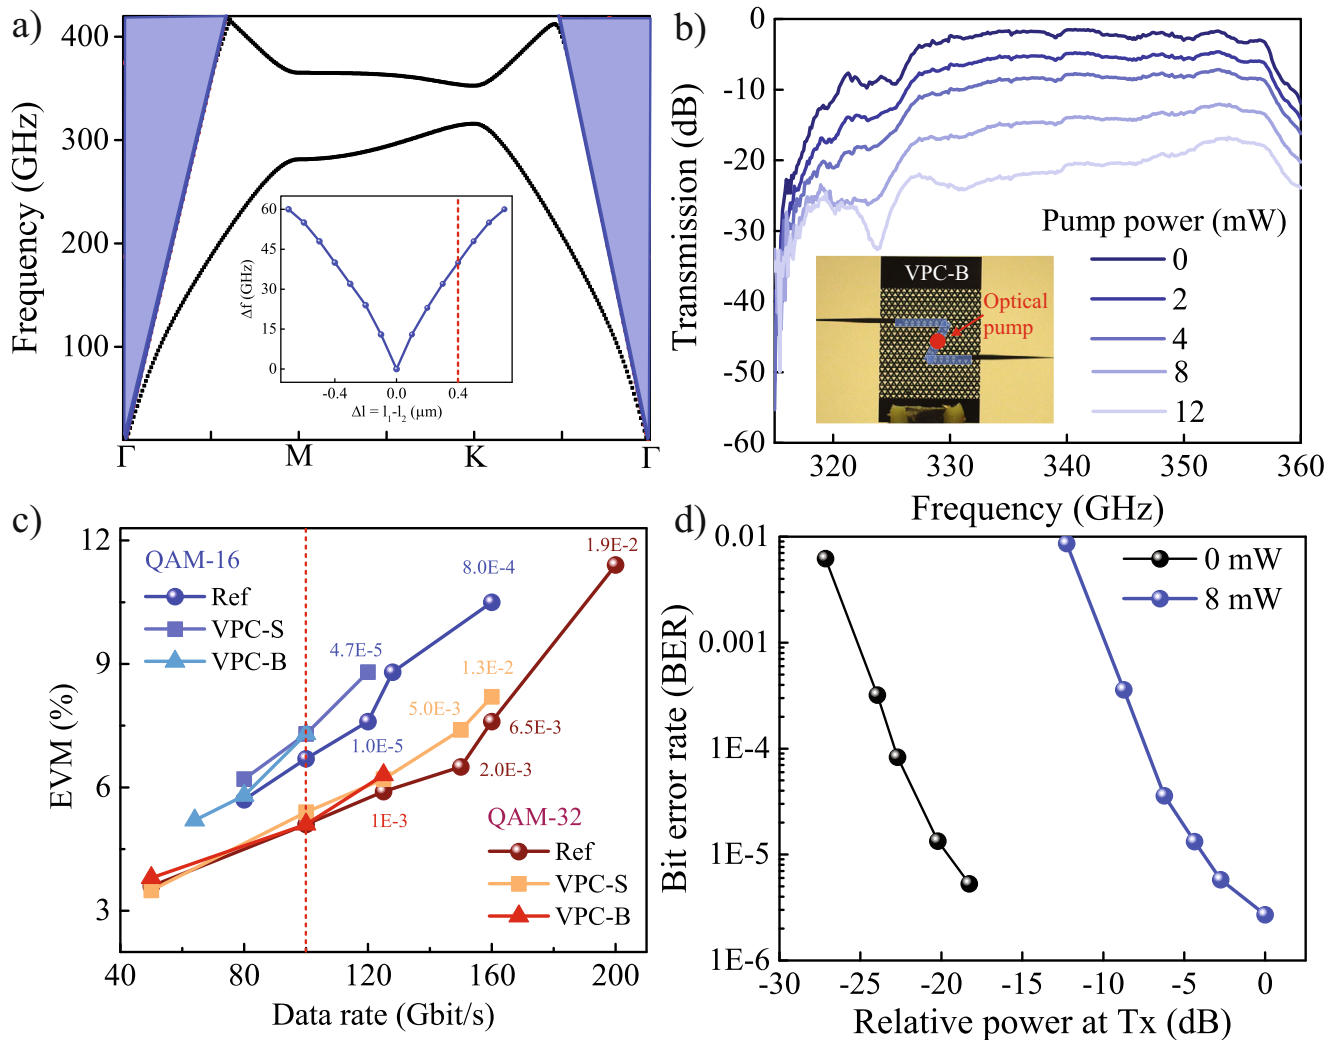 a)
400
300
200
100
Frequency (GHz)
Γ
M
K
Γ
60
45
30
15
0
Δf (GHz)
-0.4
0.0
0.4
Δl = l₁-l₂ (μm)
b)
0
-10
-20
-30
-40
-50
-60
Transmission (dB)
VPC-B
Optical
pump
Pump power (mW)
0
2
4
8
12
320
330
340
350
360
Frequency (GHz)
c)
12
9
6
3
EVM (%)
QAM-16
Ref
VPC-S
VPC-B
4.7E-5
8.0E-4
1.9E-2
1.3E-2
5.0E-3
1.0E-5
6.5E-3
2.0E-3
1E-3
QAM-32
Ref
VPC-S
VPC-B
40
80
120
160
200
Data rate (Gbit/s)
d)
0.01
0.001
1E-4
1E-5
1E-6
Bit error rate (BER)
0 mW
8 mW
-30
-25
-20
-15
-10
-5
0
Relative power at Tx (dB)